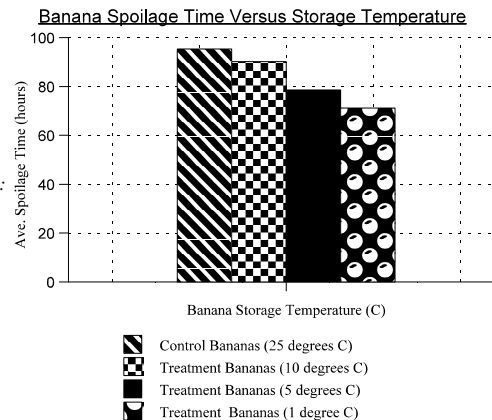 Banana Spoilage Time Versus Storage Temperature
100
80
60
40
20
0
Ave. Spoilage Time (hours)
Banana Storage Temperature (C)
Control Bananas (25 degrees C)
Treatment Bananas (10 degrees C)
Treatment Bananas (5 degrees C)
Treatment Bananas (1 degree C)